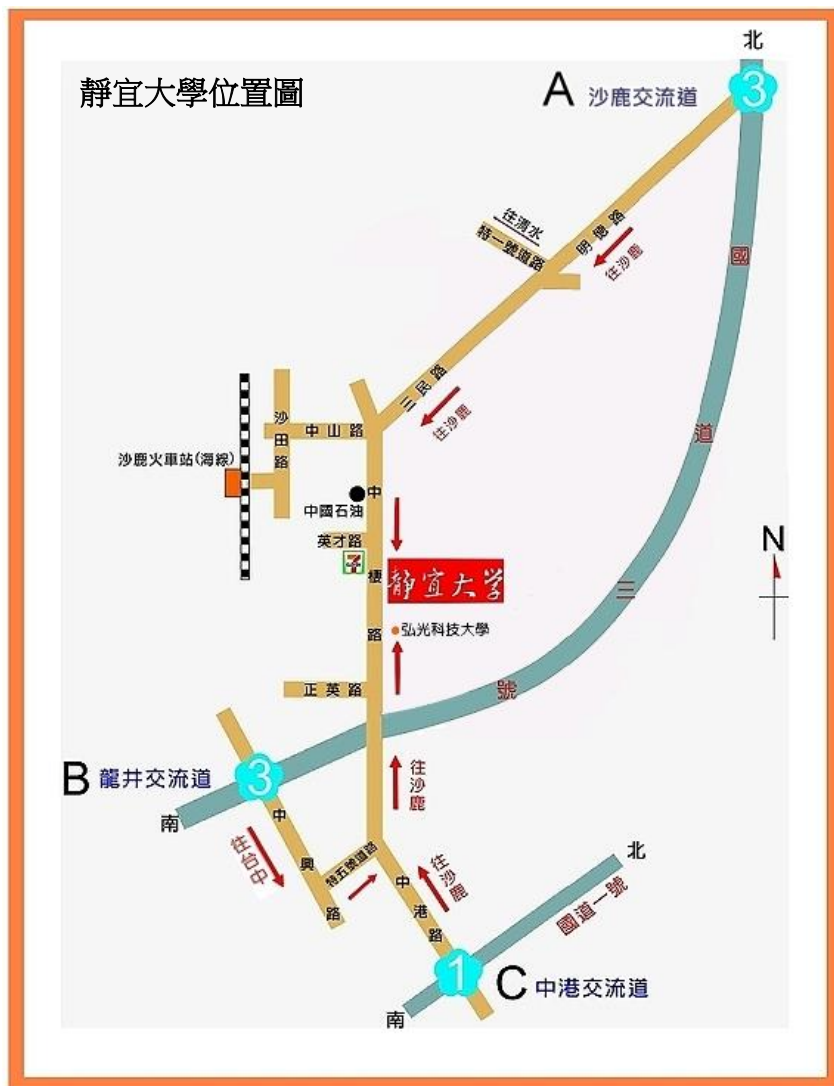 北
靜宜大學位置圖
A 沙鹿交流道
3
往清水
特一號道路
明德路
往沙鹿
國道三號
三民路
往沙鹿
沙田路
中山路
沙鹿火車站(海線)
中棲路
中國石油
英才路
7
靜宜大学
N
弘光科技大學
正英路
B 龍井交流道
3
南
往沙鹿
中興路
往台中
特五號道路
往沙鹿
中港路
北
國道一號
1
C 中港交流道
南